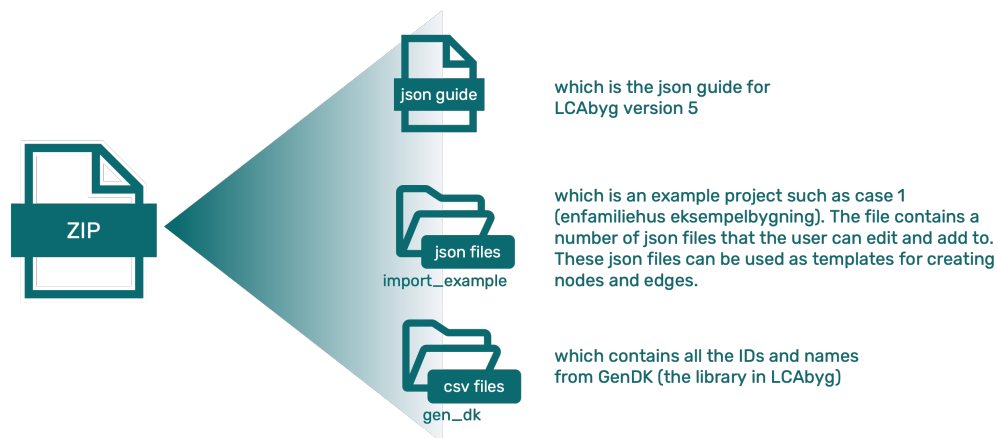 json guide
which is the json guide for
LCAbyg version 5
ZIP
json files
import_example
which is an example project such as case 1
(enfamiliehus eksempelbygning). The file contains a
number of json files that the user can edit and add to.
These json files can be used as templates for creating
nodes and edges.
csv files
gen_dk
which contains all the IDs and names
from GenDK (the library in LCAbyg)